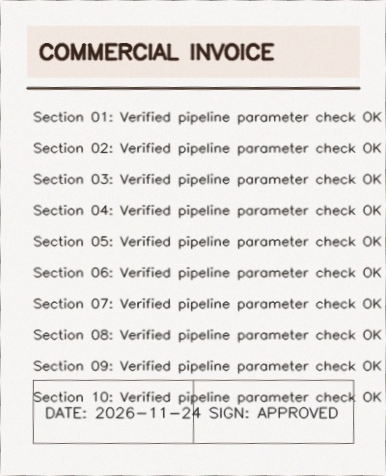 COMMERCIAL INVOICE
Section 01: Verified pipeline parameter check OK
Section 02: Verified pipeline parameter check OK
Section 03: Verified pipeline parameter check OK
Section 04: Verified pipeline parameter check OK
Section 05: Verified pipeline parameter check OK
Section 06: Verified pipeline parameter check OK
Section 07: Verified pipeline parameter check OK
Section 08: Verified pipeline parameter check OK
Section 09: Verified pipeline parameter check OK
Section 10: Verified pipeline parameter check OK
DATE: 2026-11-24 SIGN: APPROVED